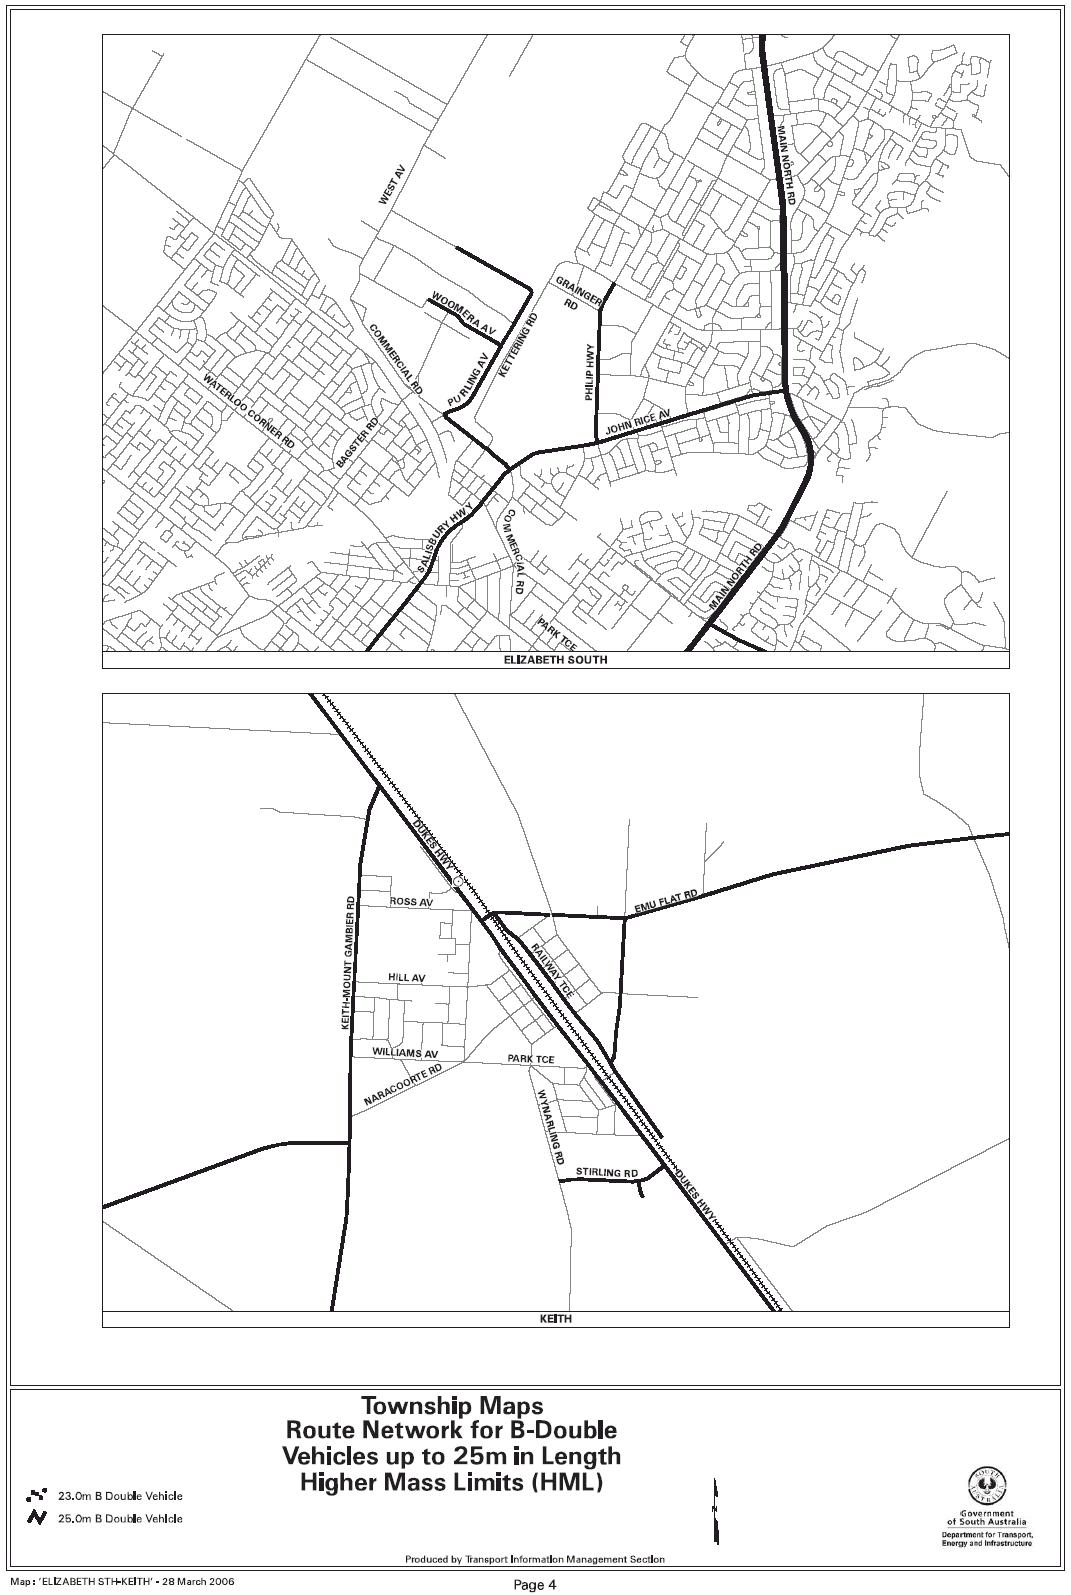 MAIN NORTH RD
WEST AV
GRAINGER
RD
WOOMERA AV
KETTERING RD
COMMERCIAL RD
PURLING AV
PHILIP HWY
WATERLOO CORNER RD
BAGSTER RD
JOHN RICE AV
SALISBURY HWY
COMMERCIAL RD
MAIN NORTH RD
PARK TCE
ELIZABETH SOUTH
DUKES HWY
ROSS AV
EMU FLAT RD
KEITH-MOUNT GAMBIER RD
RAILWAY TCE
HILL AV
WILLIAMS AV
PARK TCE
NARACOORTE RD
WYNARLING RD
STIRLING RD
DUKES HWY
KEITH
Township Maps
Route Network for B-Double
Vehicles up to 25m in Length
Higher Mass Limits (HML)
23.0m B Double Vehicle
25.0m B Double Vehicle
N
SOUTH
AUSTRALIA
Government
of South Australia
Department for Transport,
Energy and Infrastructure
Produced by Transport Information Management Section
Map : 'ELIZABETH STH-KEITH' - 28 March 2006
Page 4